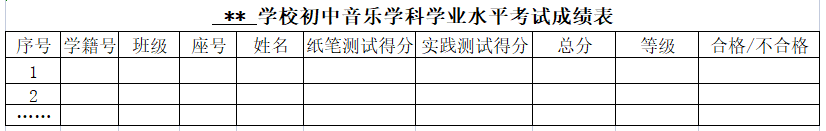 ** 学校初中音乐学科学业水平考试成绩表
序号 学籍号 班级 座号 姓名 纸笔测试得分 实践测试得分 总分 等级 合格/不合格
1
2
……